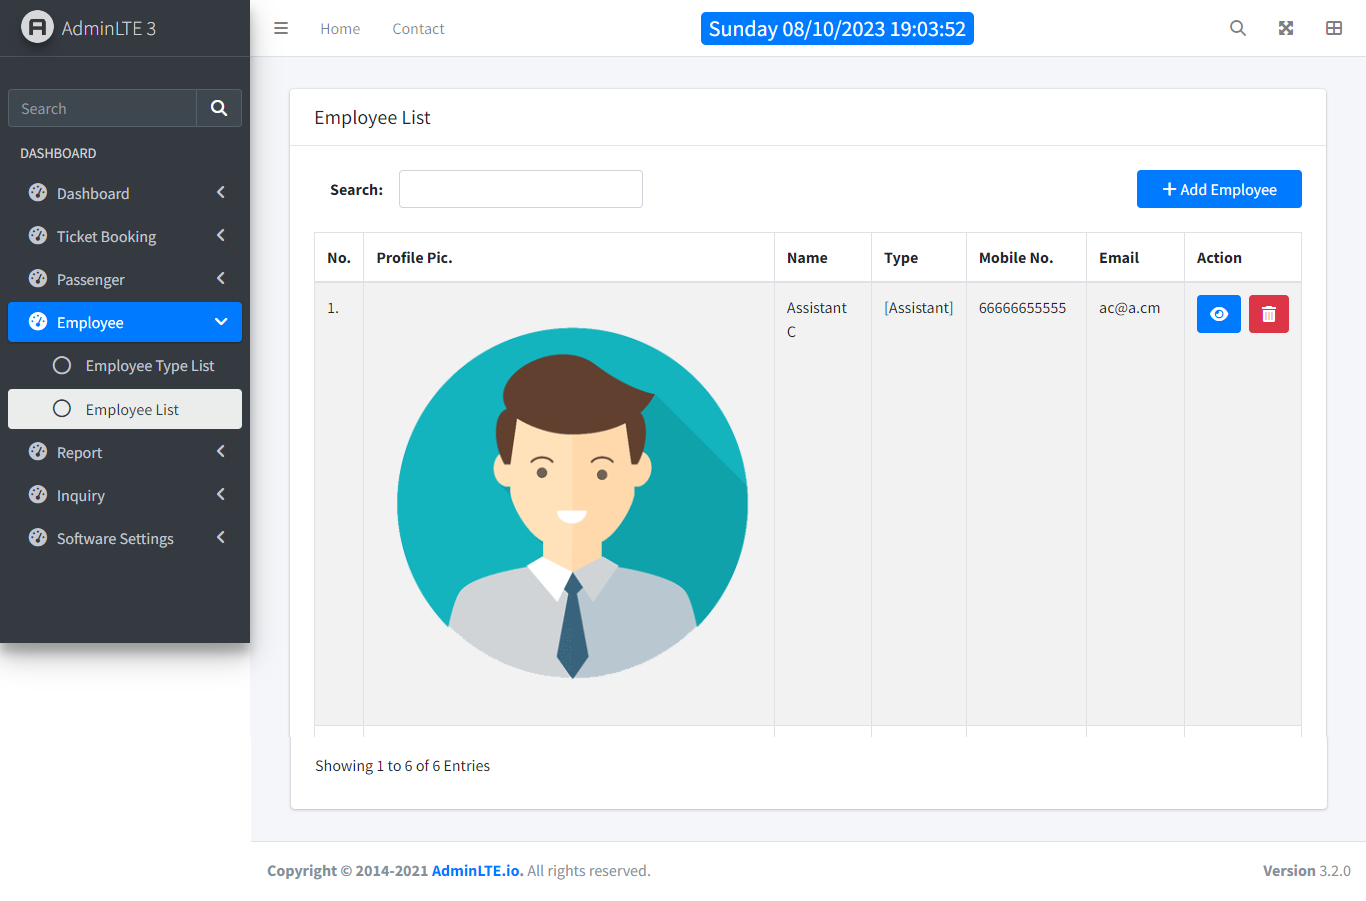 AdminLTE 3
Home
Contact
Sunday 08/10/2023 19:03:52
Search
DASHBOARD
Dashboard
Ticket Booking
Passenger
Employee
Employee Type List
Employee List
Report
Inquiry
Software Settings
Employee List
Search:
Add Employee
No. Profile Pic. Name Type Mobile No. Email Action
1. Assistant [Assistant] 66666655555 ac@a.cm
C
Showing 1 to 6 of 6 Entries
Copyright © 2014-2021 AdminLTE.io. All rights reserved.
Version 3.2.0